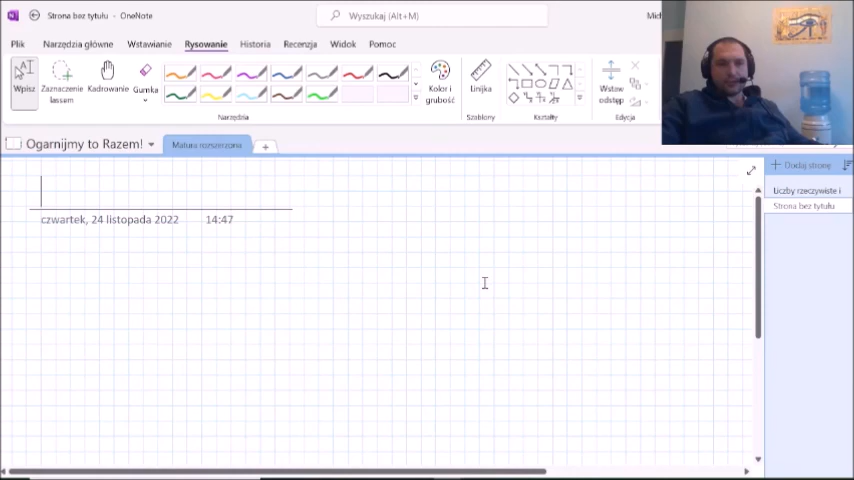 Strona bez tytułu - OneNote
Wyszukaj (Alt+M)
Mich
Plik Narzędzia główne Wstawianie Rysowanie Historia Recenzja Widok Pomoc
Wpisz
Zaznaczenie lassem
Kadrowanie
Gumka
Kolor i grubość
Linijka
Wstaw odstęp
Narzędzia
Szablony
Kształty
Edycja
Ogarnijmy to Razem!
Matura rozszerzona
Dodaj stronę
Liczby rzeczywiste i
Strona bez tytułu
czwartek, 24 listopada 2022 14:47